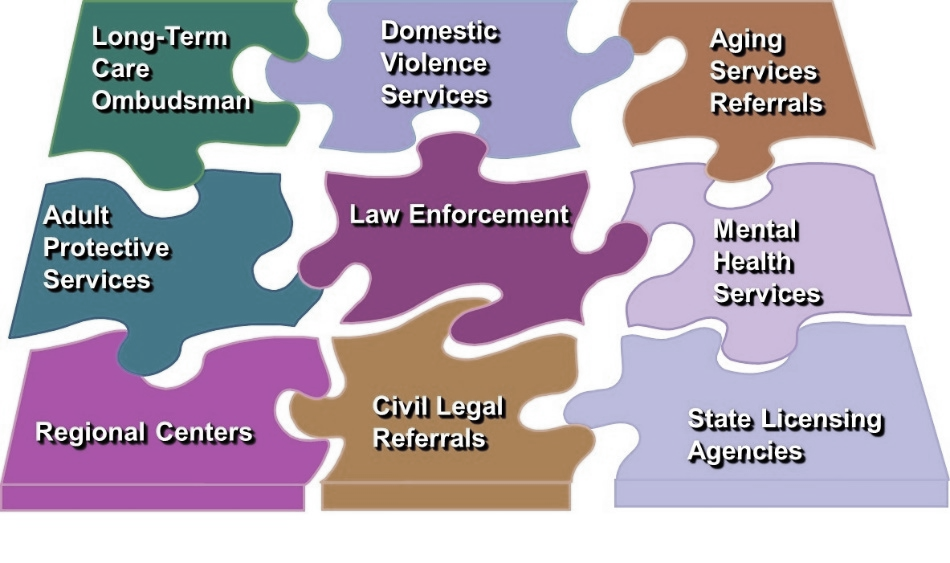 Long-Term
Care
Ombudsman
Domestic
Violence
Services
Aging
Services
Referrals
Adult
Protective
Services
Law Enforcement
Mental
Health
Services
Regional Centers
Civil Legal
Referrals
State Licensing
Agencies